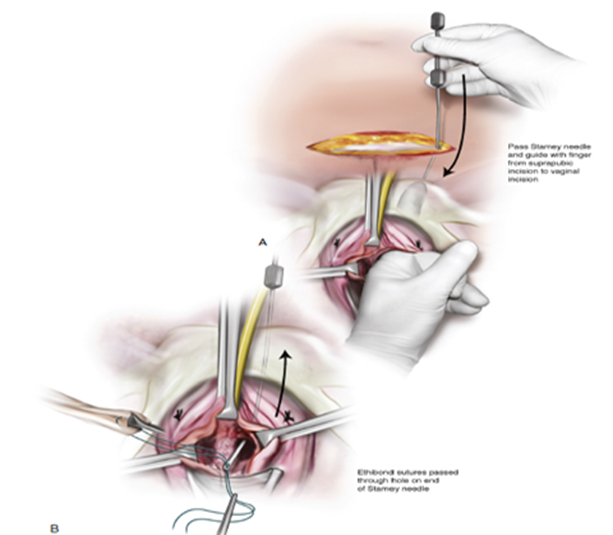 Pass Stamey needle
and guide with finger
from suprapubic
incision to vaginal
incision
A
Ethibond sutures passed
through hole on end
of Stamey needle
B